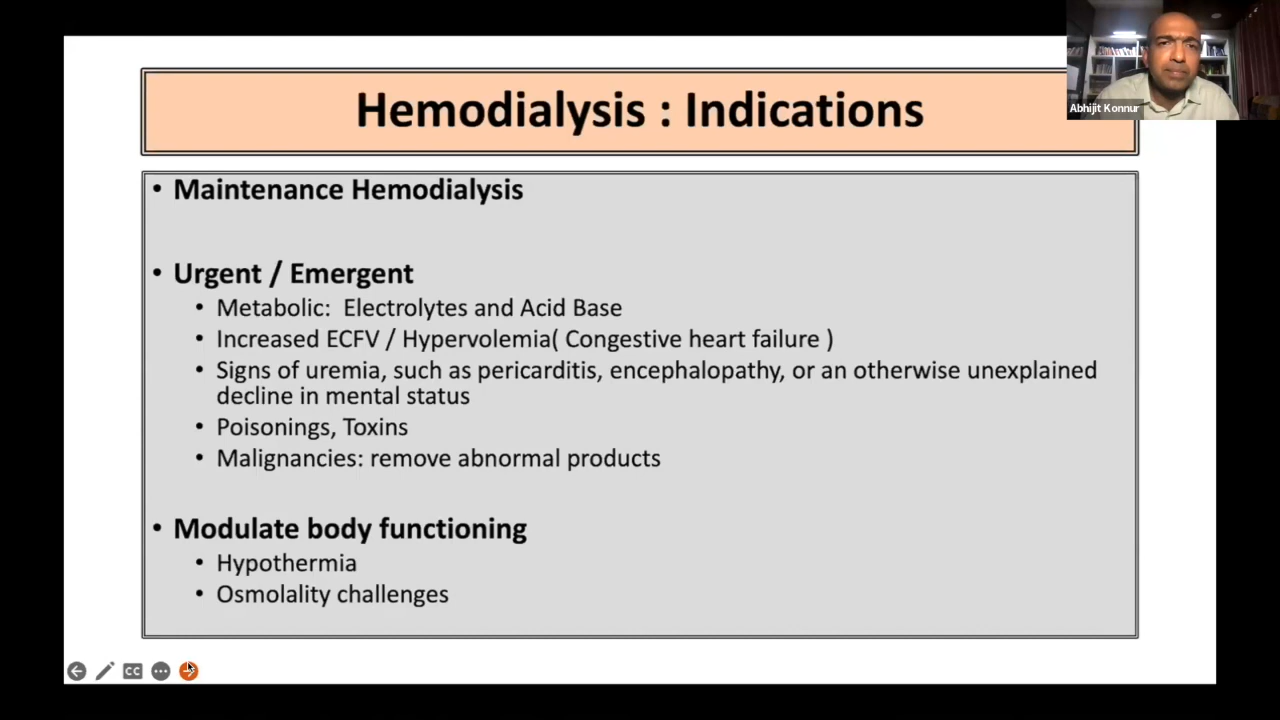 Hemodialysis : Indications
Abhijit Konnur
• Maintenance Hemodialysis
• Urgent / Emergent
• Metabolic: Electrolytes and Acid Base
• Increased ECFV / Hypervolemia( Congestive heart failure )
• Signs of uremia, such as pericarditis, encephalopathy, or an otherwise unexplained
decline in mental status
• Poisonings, Toxins
• Malignancies: remove abnormal products
• Modulate body functioning
• Hypothermia
• Osmolality challenges
CC